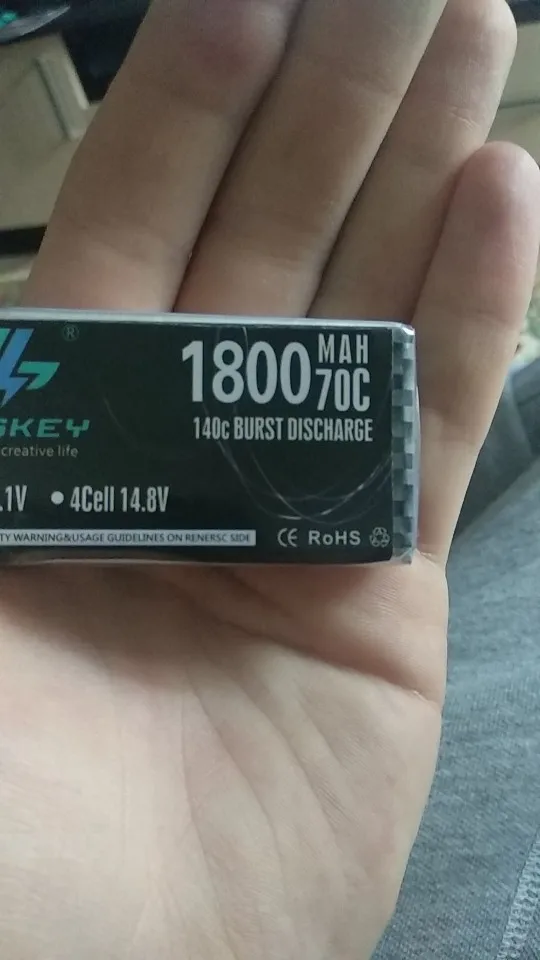 ®
1800 MAH
70C
SKEY
140c BURST DISCHARGE
creative life
.1V • 4Cell 14.8V
TY WARNING&USAGE GUIDELINES ON RENERSC SIDE
CE RoHS